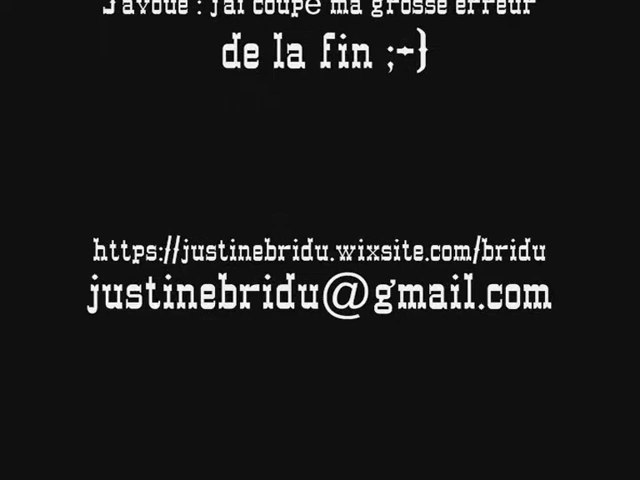 J'avoue : j'ai coupé ma grosse erreur
de la fin ;-}
https://justinebridu.wixsite.com/bridu
justinebridu@gmail.com